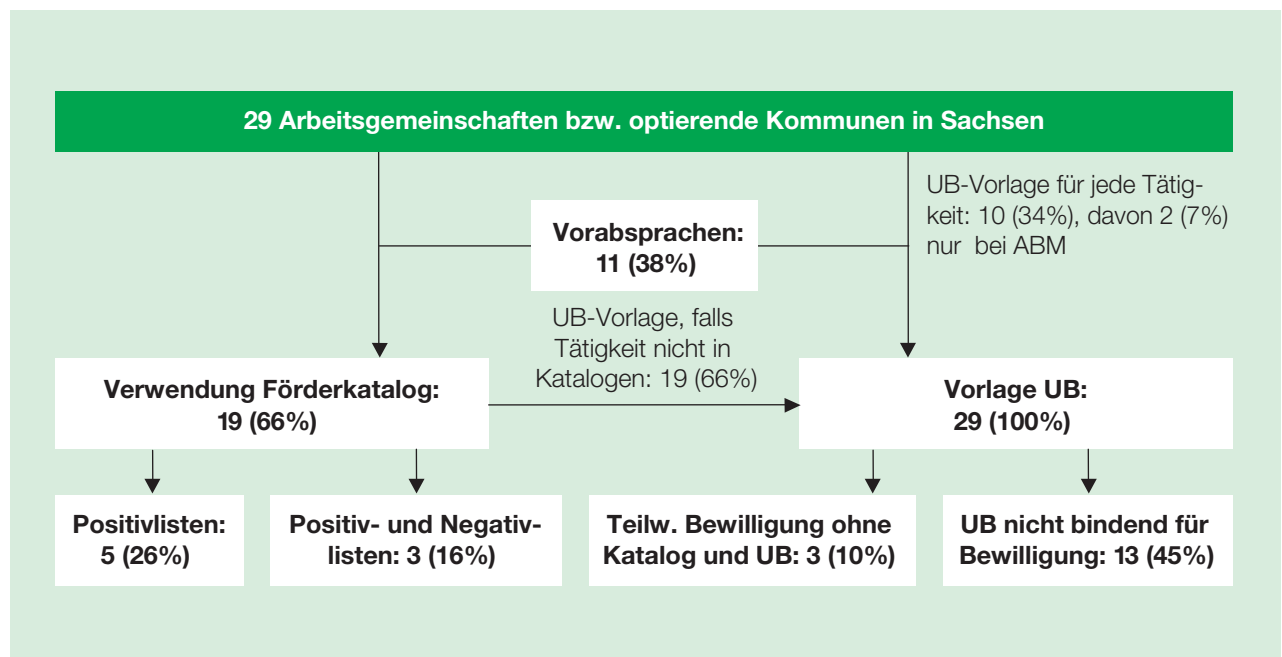 29 Arbeitsgemeinschaften bzw. optierende Kommunen in Sachsen
UB-Vorlage für jede Tätig-
keit: 10 (34%), davon 2 (7%)
nur bei ABM
Vorabsprachen:
11 (38%)
UB-Vorlage, falls
Tätigkeit nicht in
Katalogen: 19 (66%)
Verwendung Förderkatalog:
19 (66%)
Vorlage UB:
29 (100%)
Positivlisten:
5 (26%)
Positiv- und Negativ-
listen: 3 (16%)
Teilw. Bewilligung ohne
Katalog und UB: 3 (10%)
UB nicht bindend für
Bewilligung: 13 (45%)